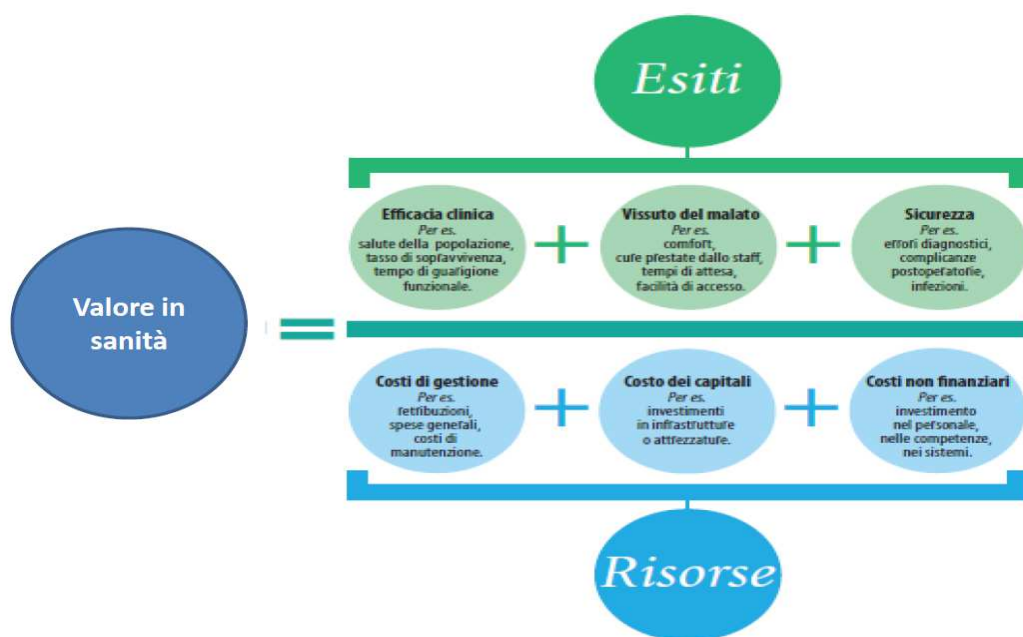 Esiti
Efficacia clinica
Per es.
salute della popolazione,
tasso di sopravvivenza,
tempo di guarigione
funzionale.
+
Vissuto del malato
Per es.
comfort,
cure prestate dallo staff,
tempi di attesa,
facilità di accesso.
+
Sicurezza
Per es.
errori diagnostici,
complicanze
postoperatorie,
infezioni.
Valore in
sanità
=
Costi di gestione
Per es.
retribuzioni,
spese generali,
costi di
manutenzione.
+
Costo dei capitali
Per es.
investimenti
in infrastrutture
o attrezzature.
+
Costi non finanziari
Per es.
investimento
nel personale,
nelle competenze,
nei sistemi.
Risorse